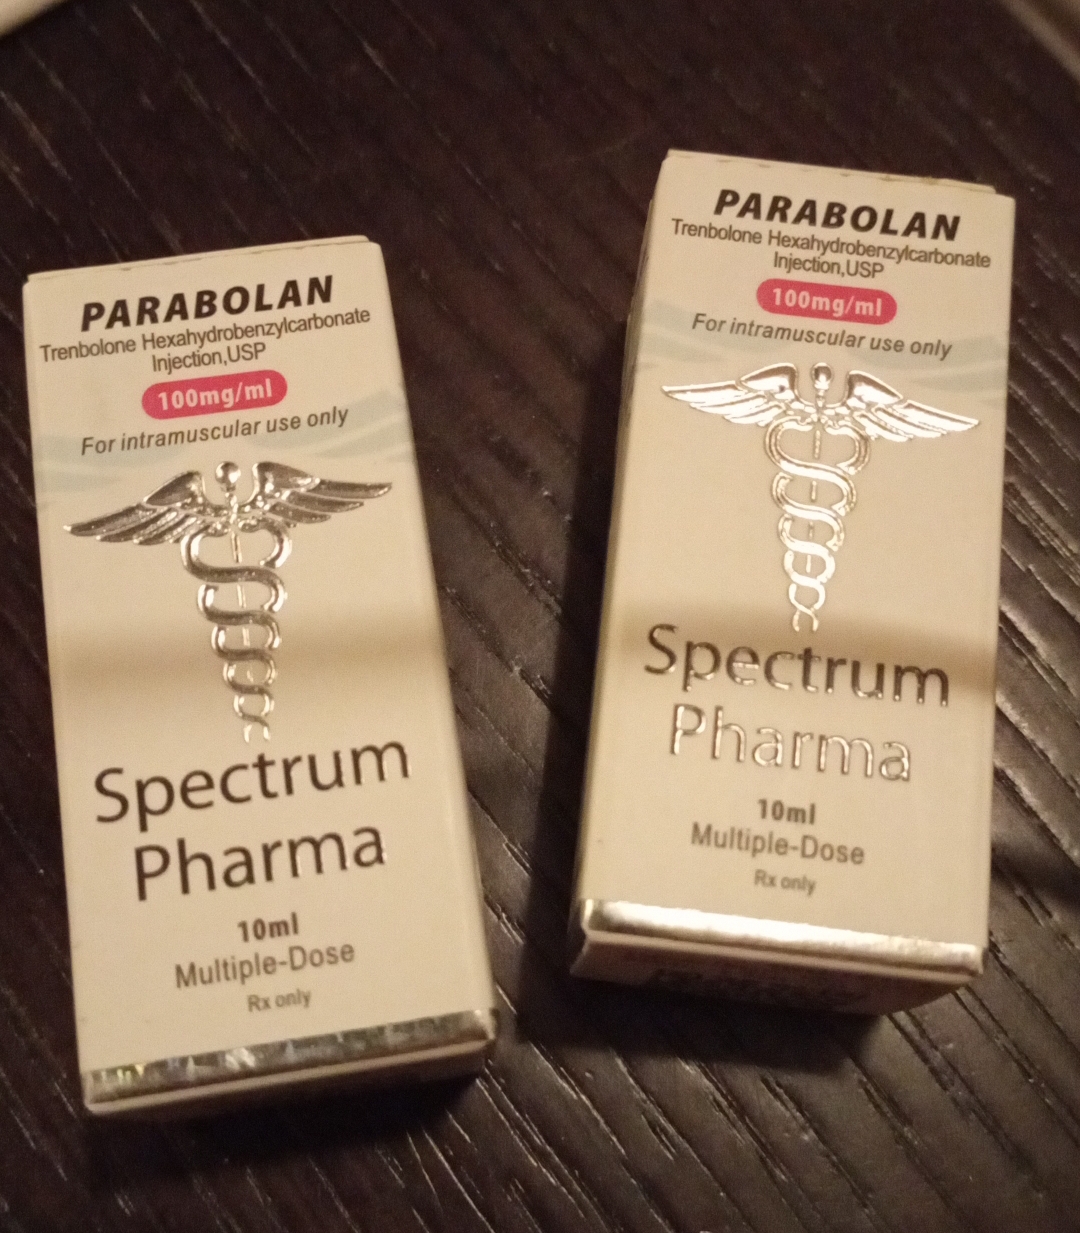 PARABOLAN
Trenbolone Hexahydrobenzylcarbonate
Injection,USP
100mg/ml
For intramuscular use only
Spectrum
Pharma
10ml
Multiple-Dose
Rx only
PARABOLAN
Trenbolone Hexahydrobenzylcarbonate
Injection,USP
100mg/ml
For intramuscular use only
Spectrum
Pharma
10ml
Multiple-Dose
Rx only